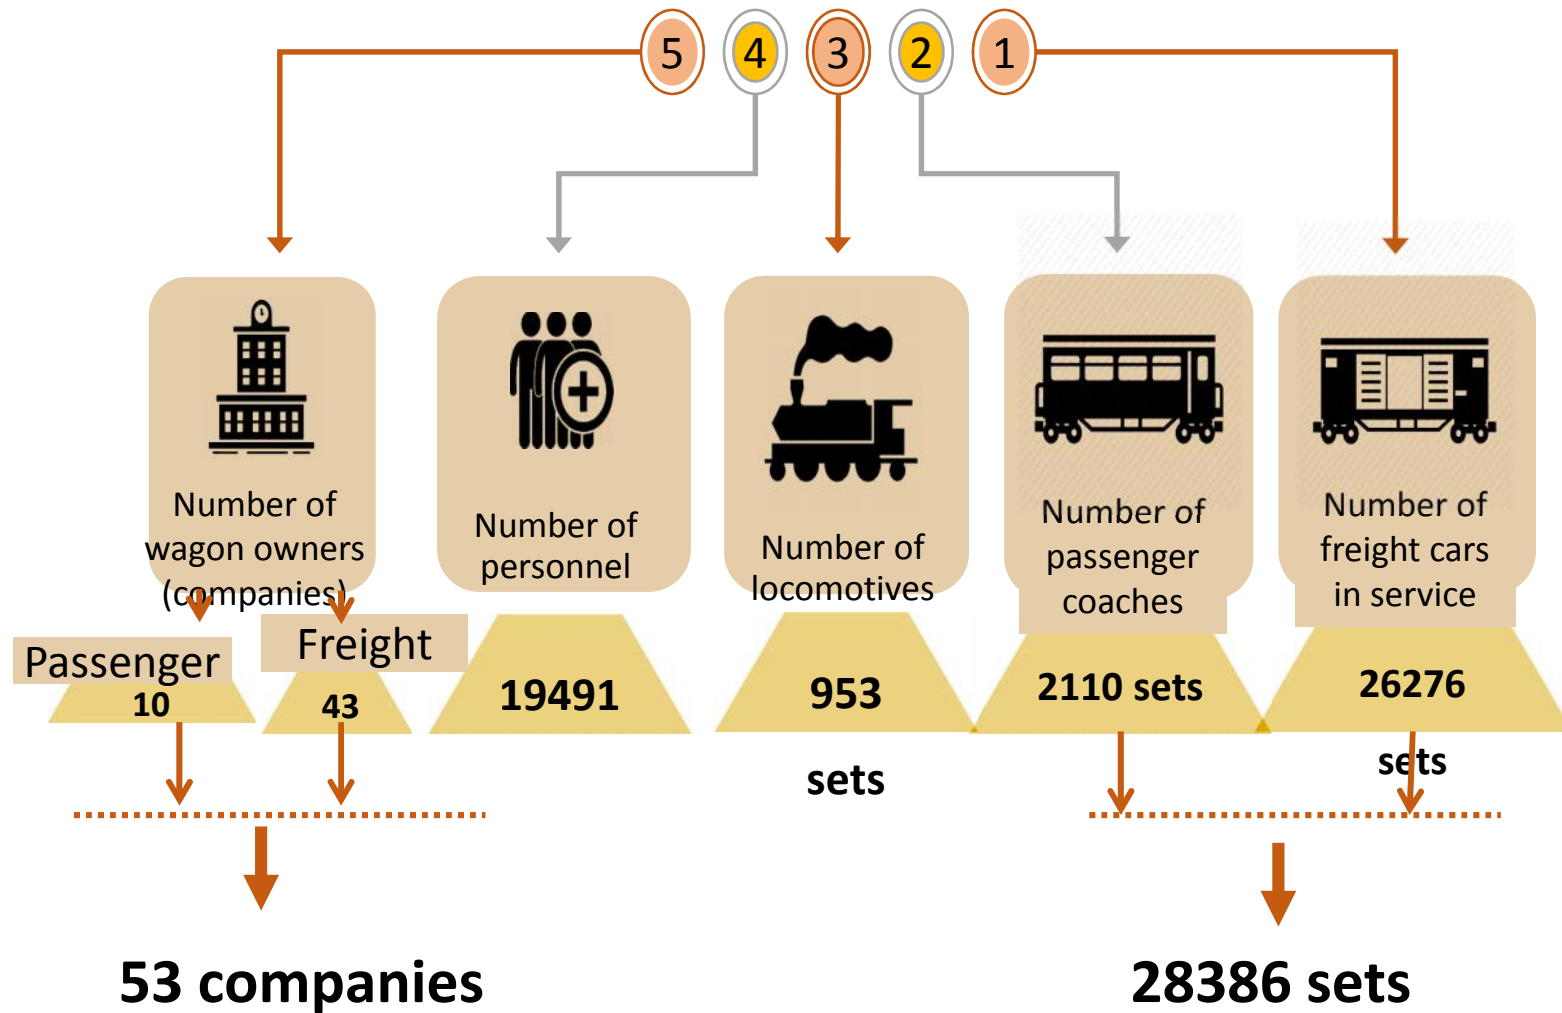 5
4
3
2
1
Number of
wagon owners
(companies)
Number of
personnel
Number of
locomotives
Number of
passenger
coaches
Number of
freight cars
in service
Passenger
10
Freight
43
19491
953
sets
2110 sets
26276
sets
53 companies
28386 sets